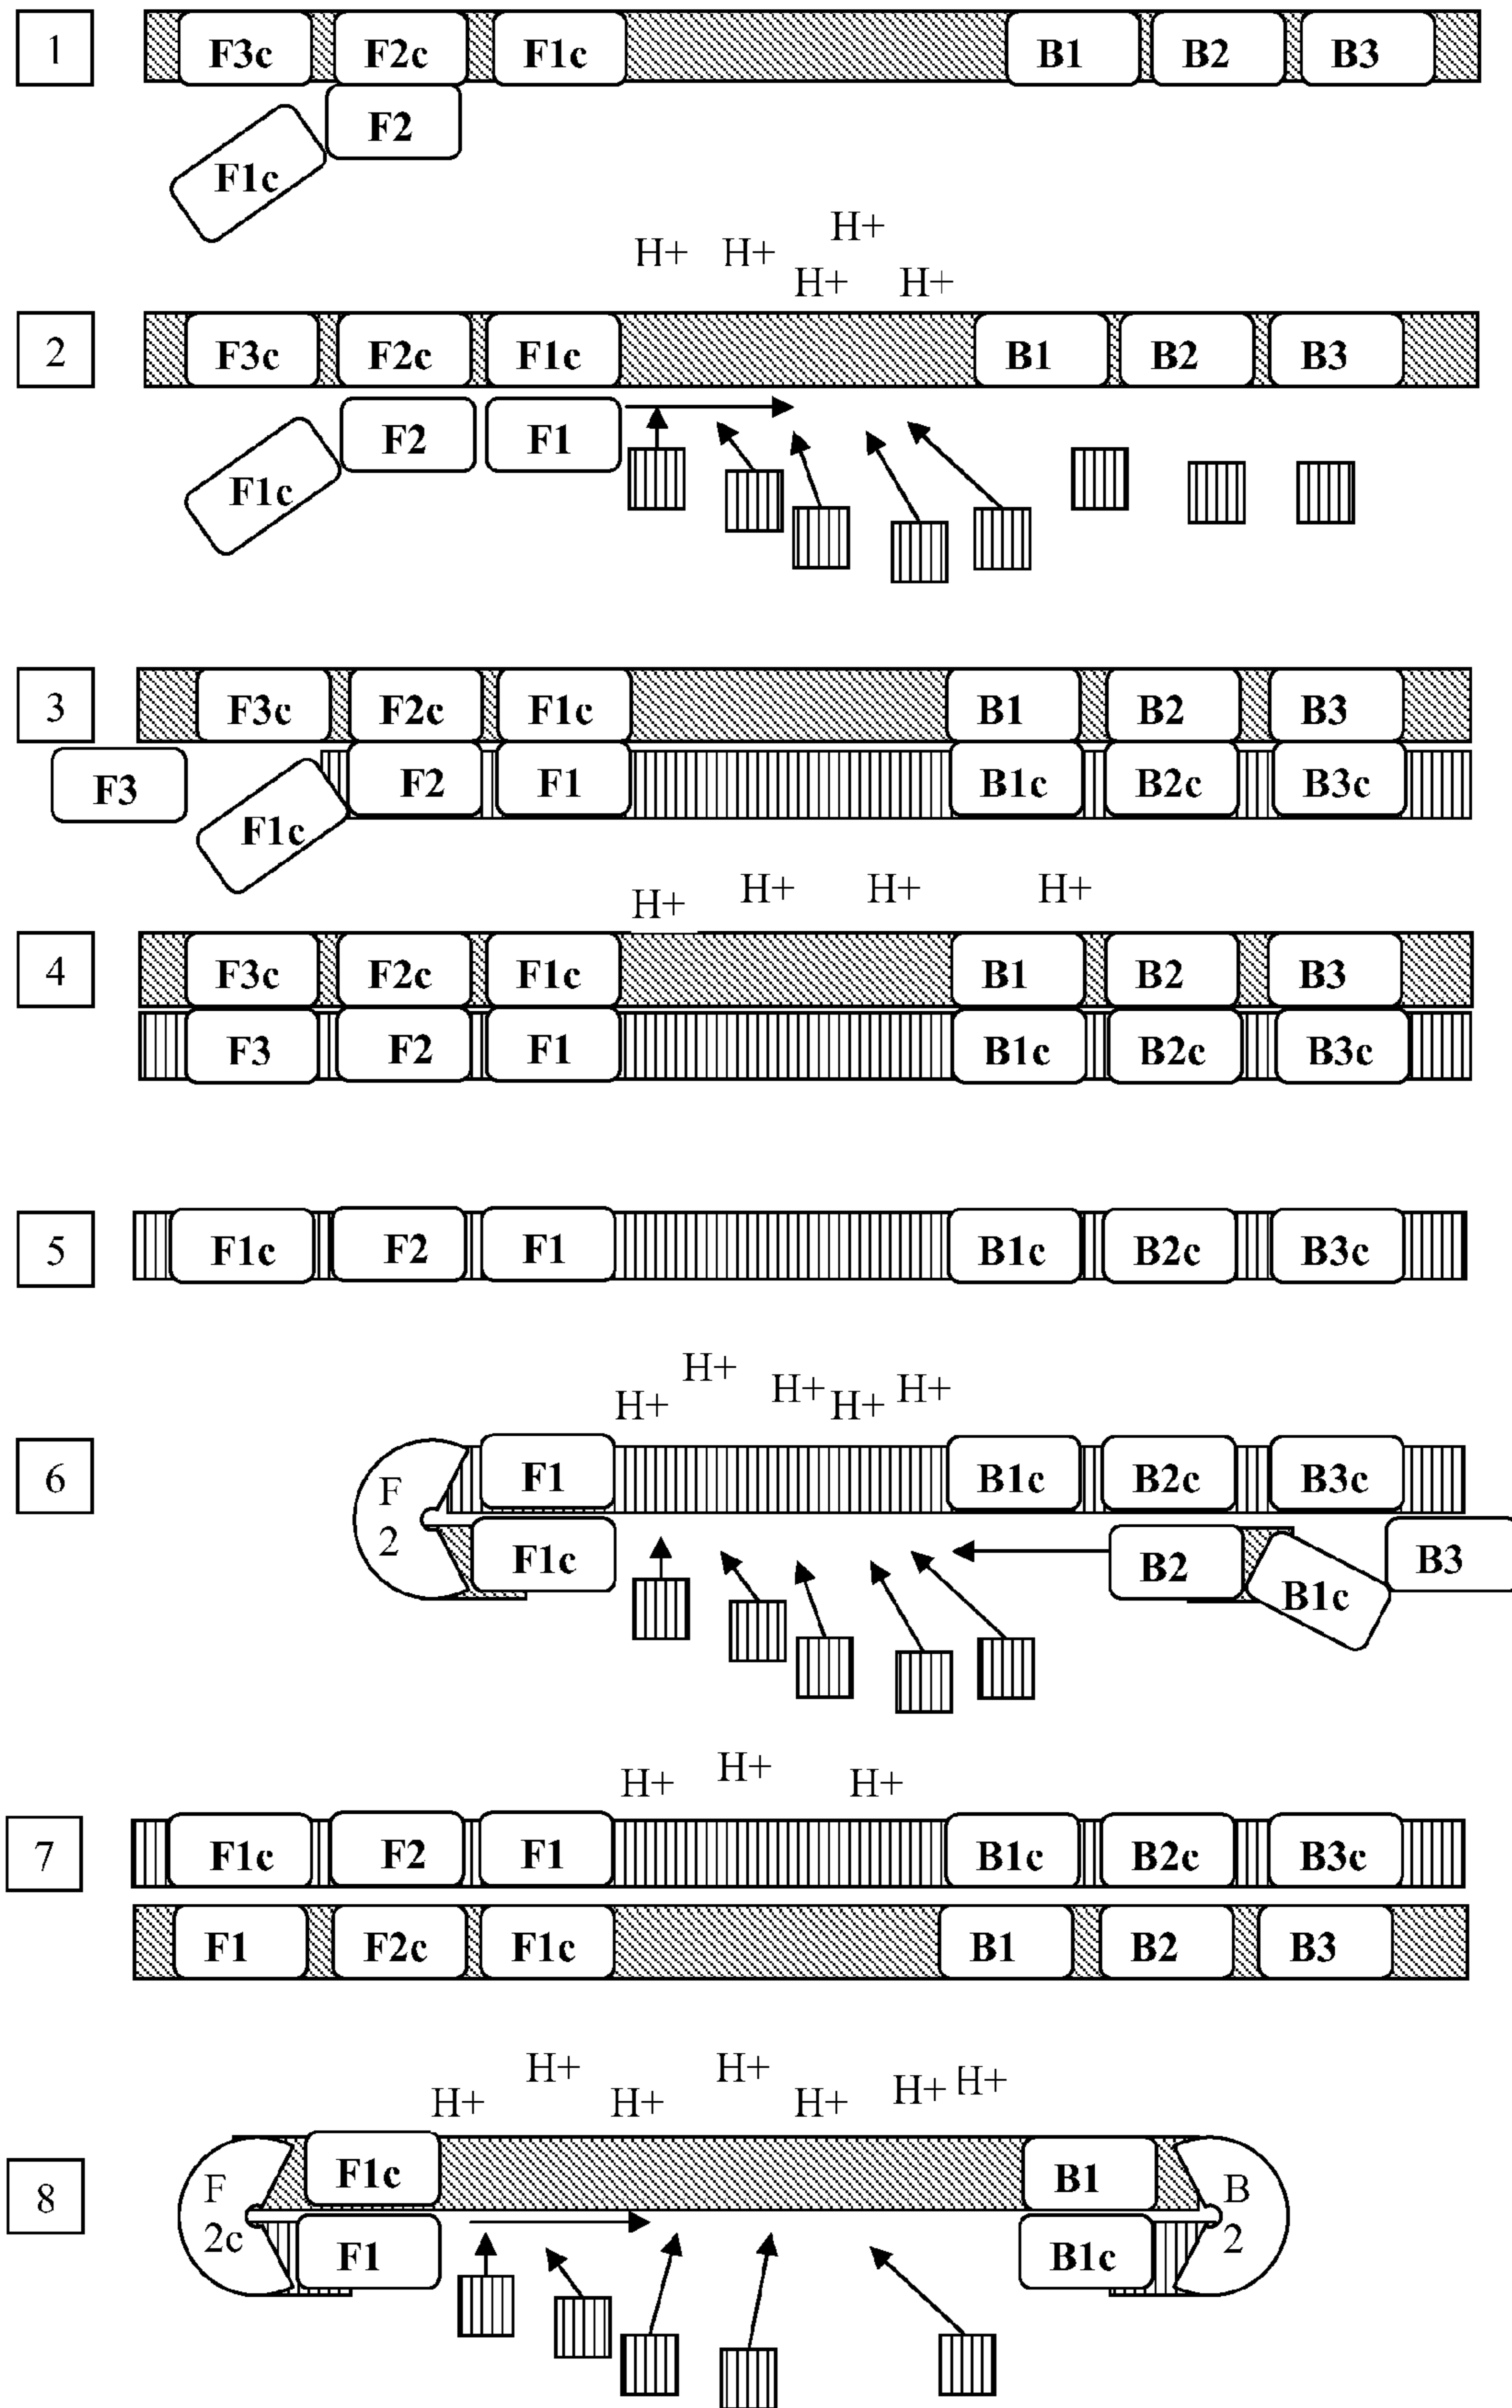 1 F3c F2c F1c B1 B2 B3
F2
F1c
H+ H+ H+
H+ H+
2 F3c F2c F1c B1 B2 B3
F2 F1
F1c
3 F3c F2c F1c B1 B2 B3
F3 F2 F1 B1c B2c B3c
F1c
H+ H+ H+ H+
4 F3c F2c F1c B1 B2 B3
F3 F2 F1 B1c B2c B3c
5 F1c F2 F1 B1c B2c B3c
H+
H+ H+ H+ H+
6 F F1 B1c B2c B3c
2 F1c B2 B1c B3
H+ H+ H+
7 F1c F2 F1 B1c B2c B3c
F1 F2c F1c B1 B2 B3
H+ H+ H+ H+
H+ H+ H+
8 F F1c B1 B
2c F1 B1c 2